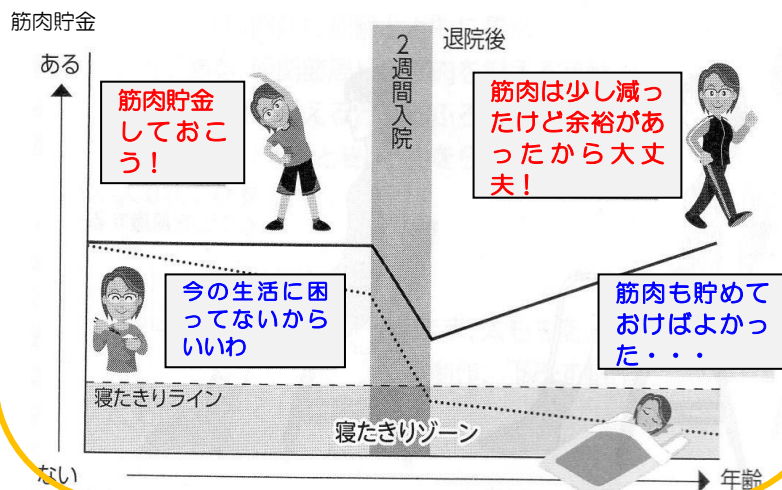 筋肉貯金
ある
2週間入院
退院後
筋肉貯金
しておこ
う！
筋肉は少し減っ
たけど余裕があ
ったから大丈
夫！
今の生活に困
ってないから
いいわ
筋肉も貯めて
おけばよかっ
た・・・
寝たきりライン
寝たきりゾーン
ない
年齢